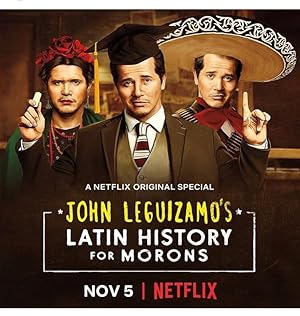 A NETFLIX ORIGINAL SPECIAL
JOHN LEGUIZAMO'S
LATIN HISTORY
FOR MORONS
NOV 5 | NETFLIX